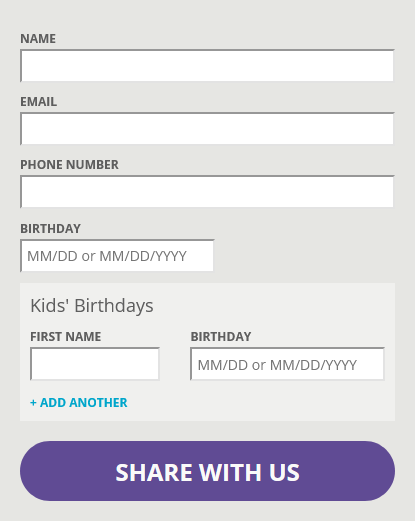 NAME
EMAIL
PHONE NUMBER
BIRTHDAY
MM/DD or MM/DD/YYYY
Kids' Birthdays
FIRST NAME BIRTHDAY
MM/DD or MM/DD/YYYY
+ ADD ANOTHER
SHARE WITH US